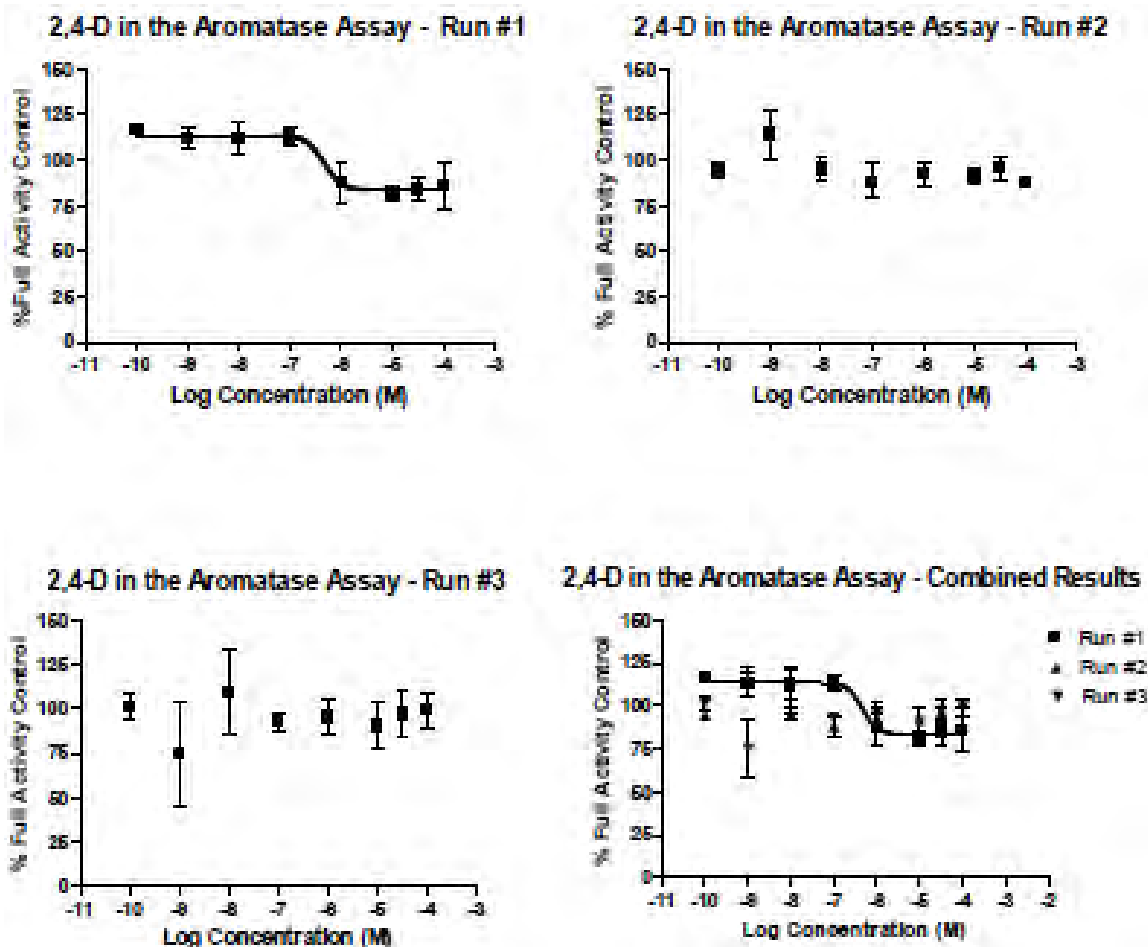 2,4-D in the Aromatase Assay - Run #1
150
125
100
75
50
25
0
%Full Activity Control
-11 -10 -9 -8 -7 -6 -5 -4 -3
Log Concentration (M)
2,4-D in the Aromatase Assay - Run #2
150
125
100
75
50
25
0
% Full Activity Control
-11 -10 -9 -8 -7 -6 -5 -4 -3
Log Concentration (M)
2,4-D in the Aromatase Assay - Run #3
150
125
100
75
50
25
0
% Full Activity Control
-11 -10 -9 -8 -7 -6 -5 -4 -3
Log Concentration (M)
2,4-D in the Aromatase Assay - Combined Results
150
125
100
75
50
25
0
% Full Activity Control
-11 -10 -9 -8 -7 -6 -5 -4 -3 -2
Log Concentration (M)
Run #1
Run #2
Run #3